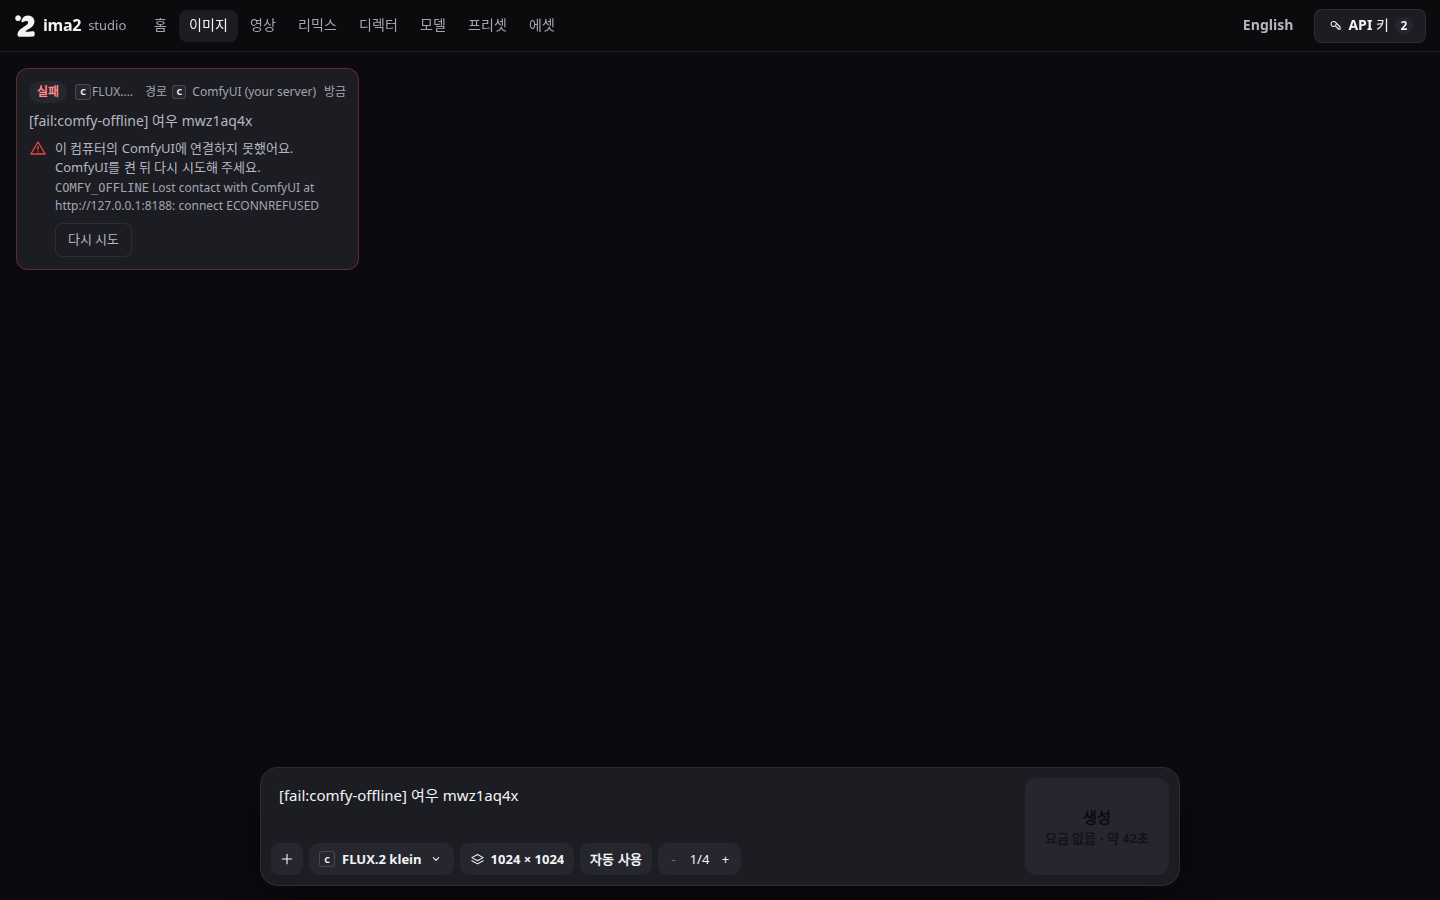 ima2 studio 홈 이미지 영상 리믹스 디렉터 모델 프리셋 에셋 English API 키 2
실패 c FLUX.... 경로 c ComfyUI (your server) 방금
[fail:comfy-offline] 여우 mwz1aq4x
이 컴퓨터의 ComfyUI에 연결하지 못했어요.
ComfyUI를 켠 뒤 다시 시도해 주세요.
COMFY_OFFLINE Lost contact with ComfyUI at
http://127.0.0.1:8188: connect ECONNREFUSED
다시 시도
[fail:comfy-offline] 여우 mwz1aq4x
생성
요금 없음 · 약 42초
c FLUX.2 klein 1024 × 1024 자동 사용 - 1/4 +